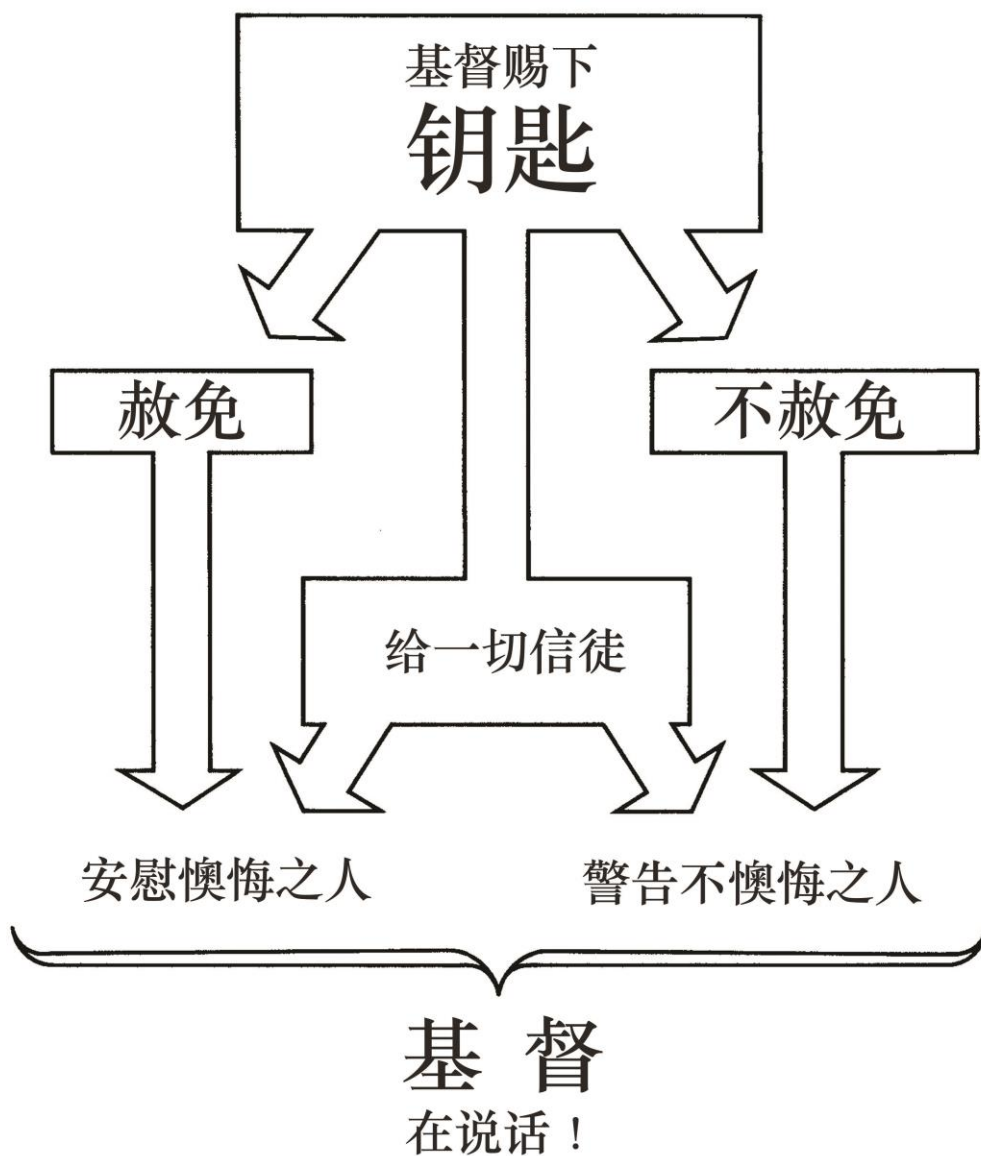 基督赐下
钥匙
赦免
不赦免
给一切信徒
安慰懊悔之人
警告不懊悔之人
基督
在说话!